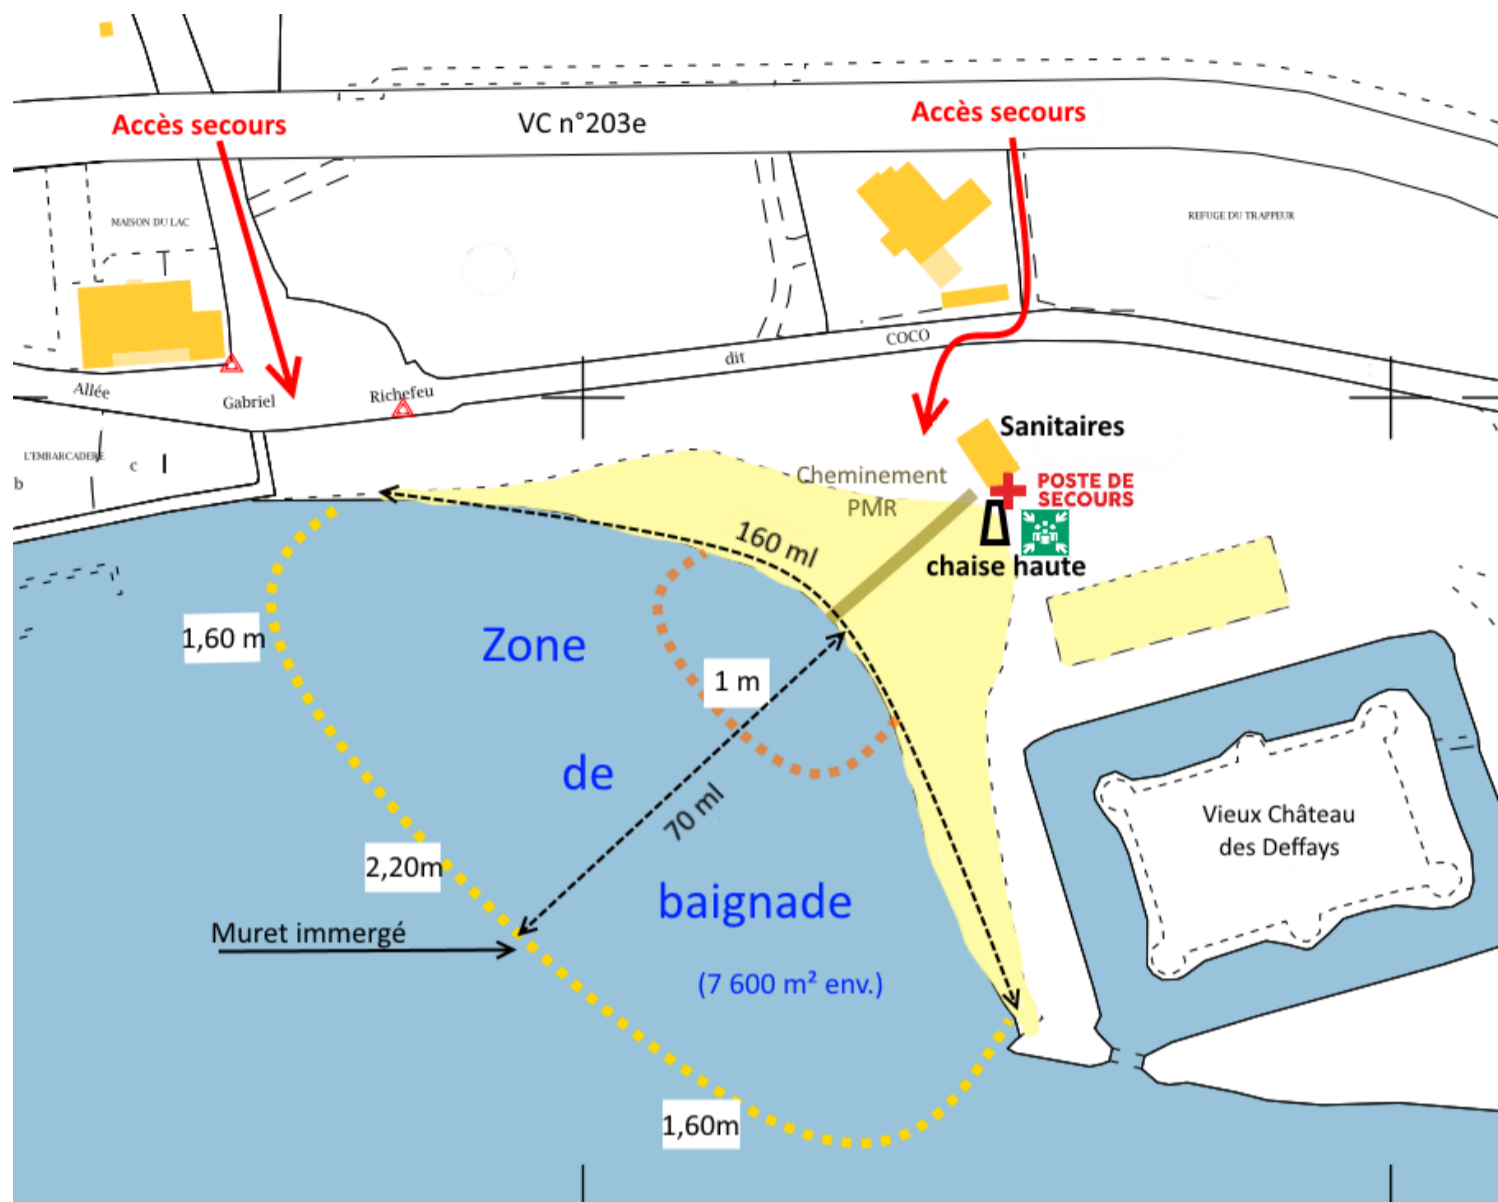 Accès secours
VC n°203e
Accès secours
MAISON DU LAC
REFUGE DU TRAPPEUR
COCO
dit
Allée
Gabriel
Richefeu
Sanitaires
L'EMBARCADERE
c
b
Cheminement
PMR
POSTE DE
SECOURS
160 ml
chaise haute
1,60 m
Zone
1 m
de
70 ml
Vieux Château
des Deffays
2,20m
baignade
Muret immergé
(7 600 m² env.)
1,60m